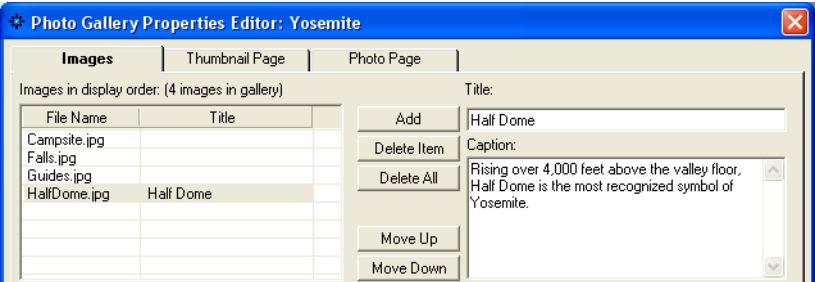 Photo Gallery Properties Editor: Yosemite
Images Thumbnail Page Photo Page
Images in display order: (4 images in gallery)
File Name Title
Campsite.jpg
Falls.jpg
Guides.jpg
HalfDome.jpg Half Dome
Add
Delete Item
Delete All
Move Up
Move Down
Title:
Half Dome
Caption:
Rising over 4,000 feet above the valley floor,
Half Dome is the most recognized symbol of
Yosemite.